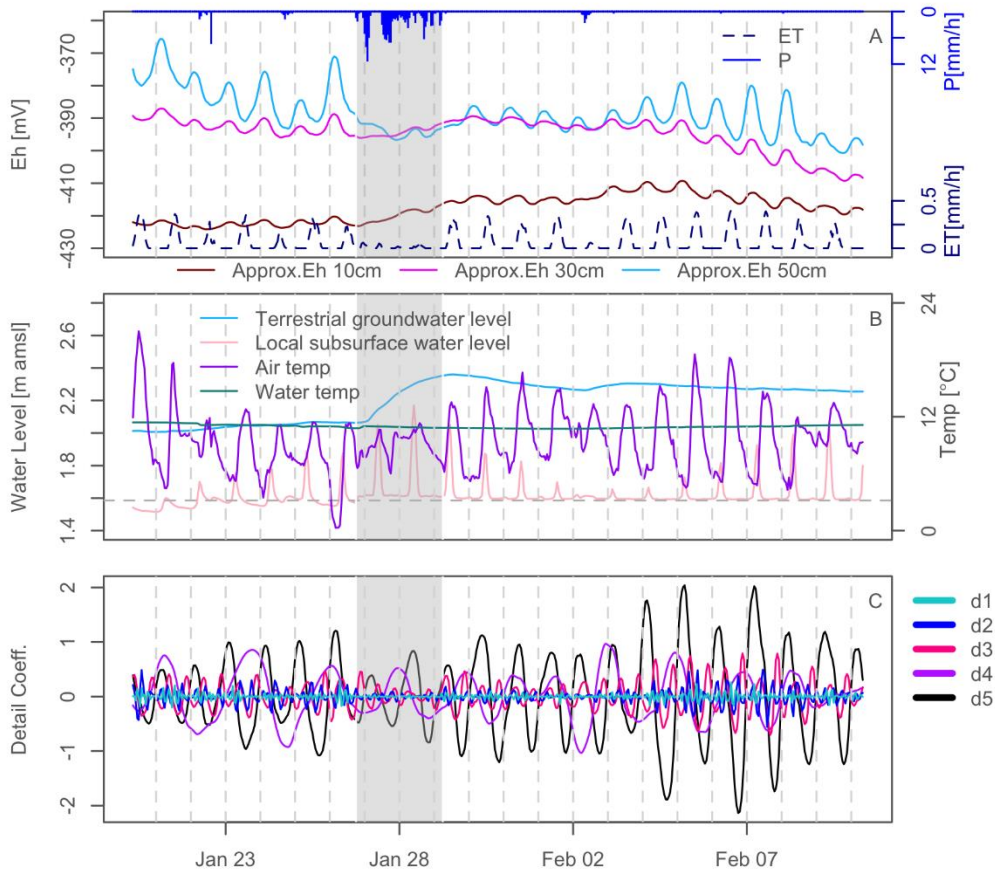 A
ET
P
-370
-390
-410
-430
Eh [mV]
0
12
P[mm/h]
0.5
0
ET[mm/h]
Approx.Eh 10cm
Approx.Eh 30cm
Approx.Eh 50cm
B
Terrestrial groundwater level
Local subsurface water level
Air temp
Water temp
2.6
2.2
1.8
1.4
Water Level [m amsl]
24
12
0
Temp [°C]
C
2
1
0
-1
-2
Detail Coeff.
d1
d2
d3
d4
d5
Jan 23
Jan 28
Feb 02
Feb 07